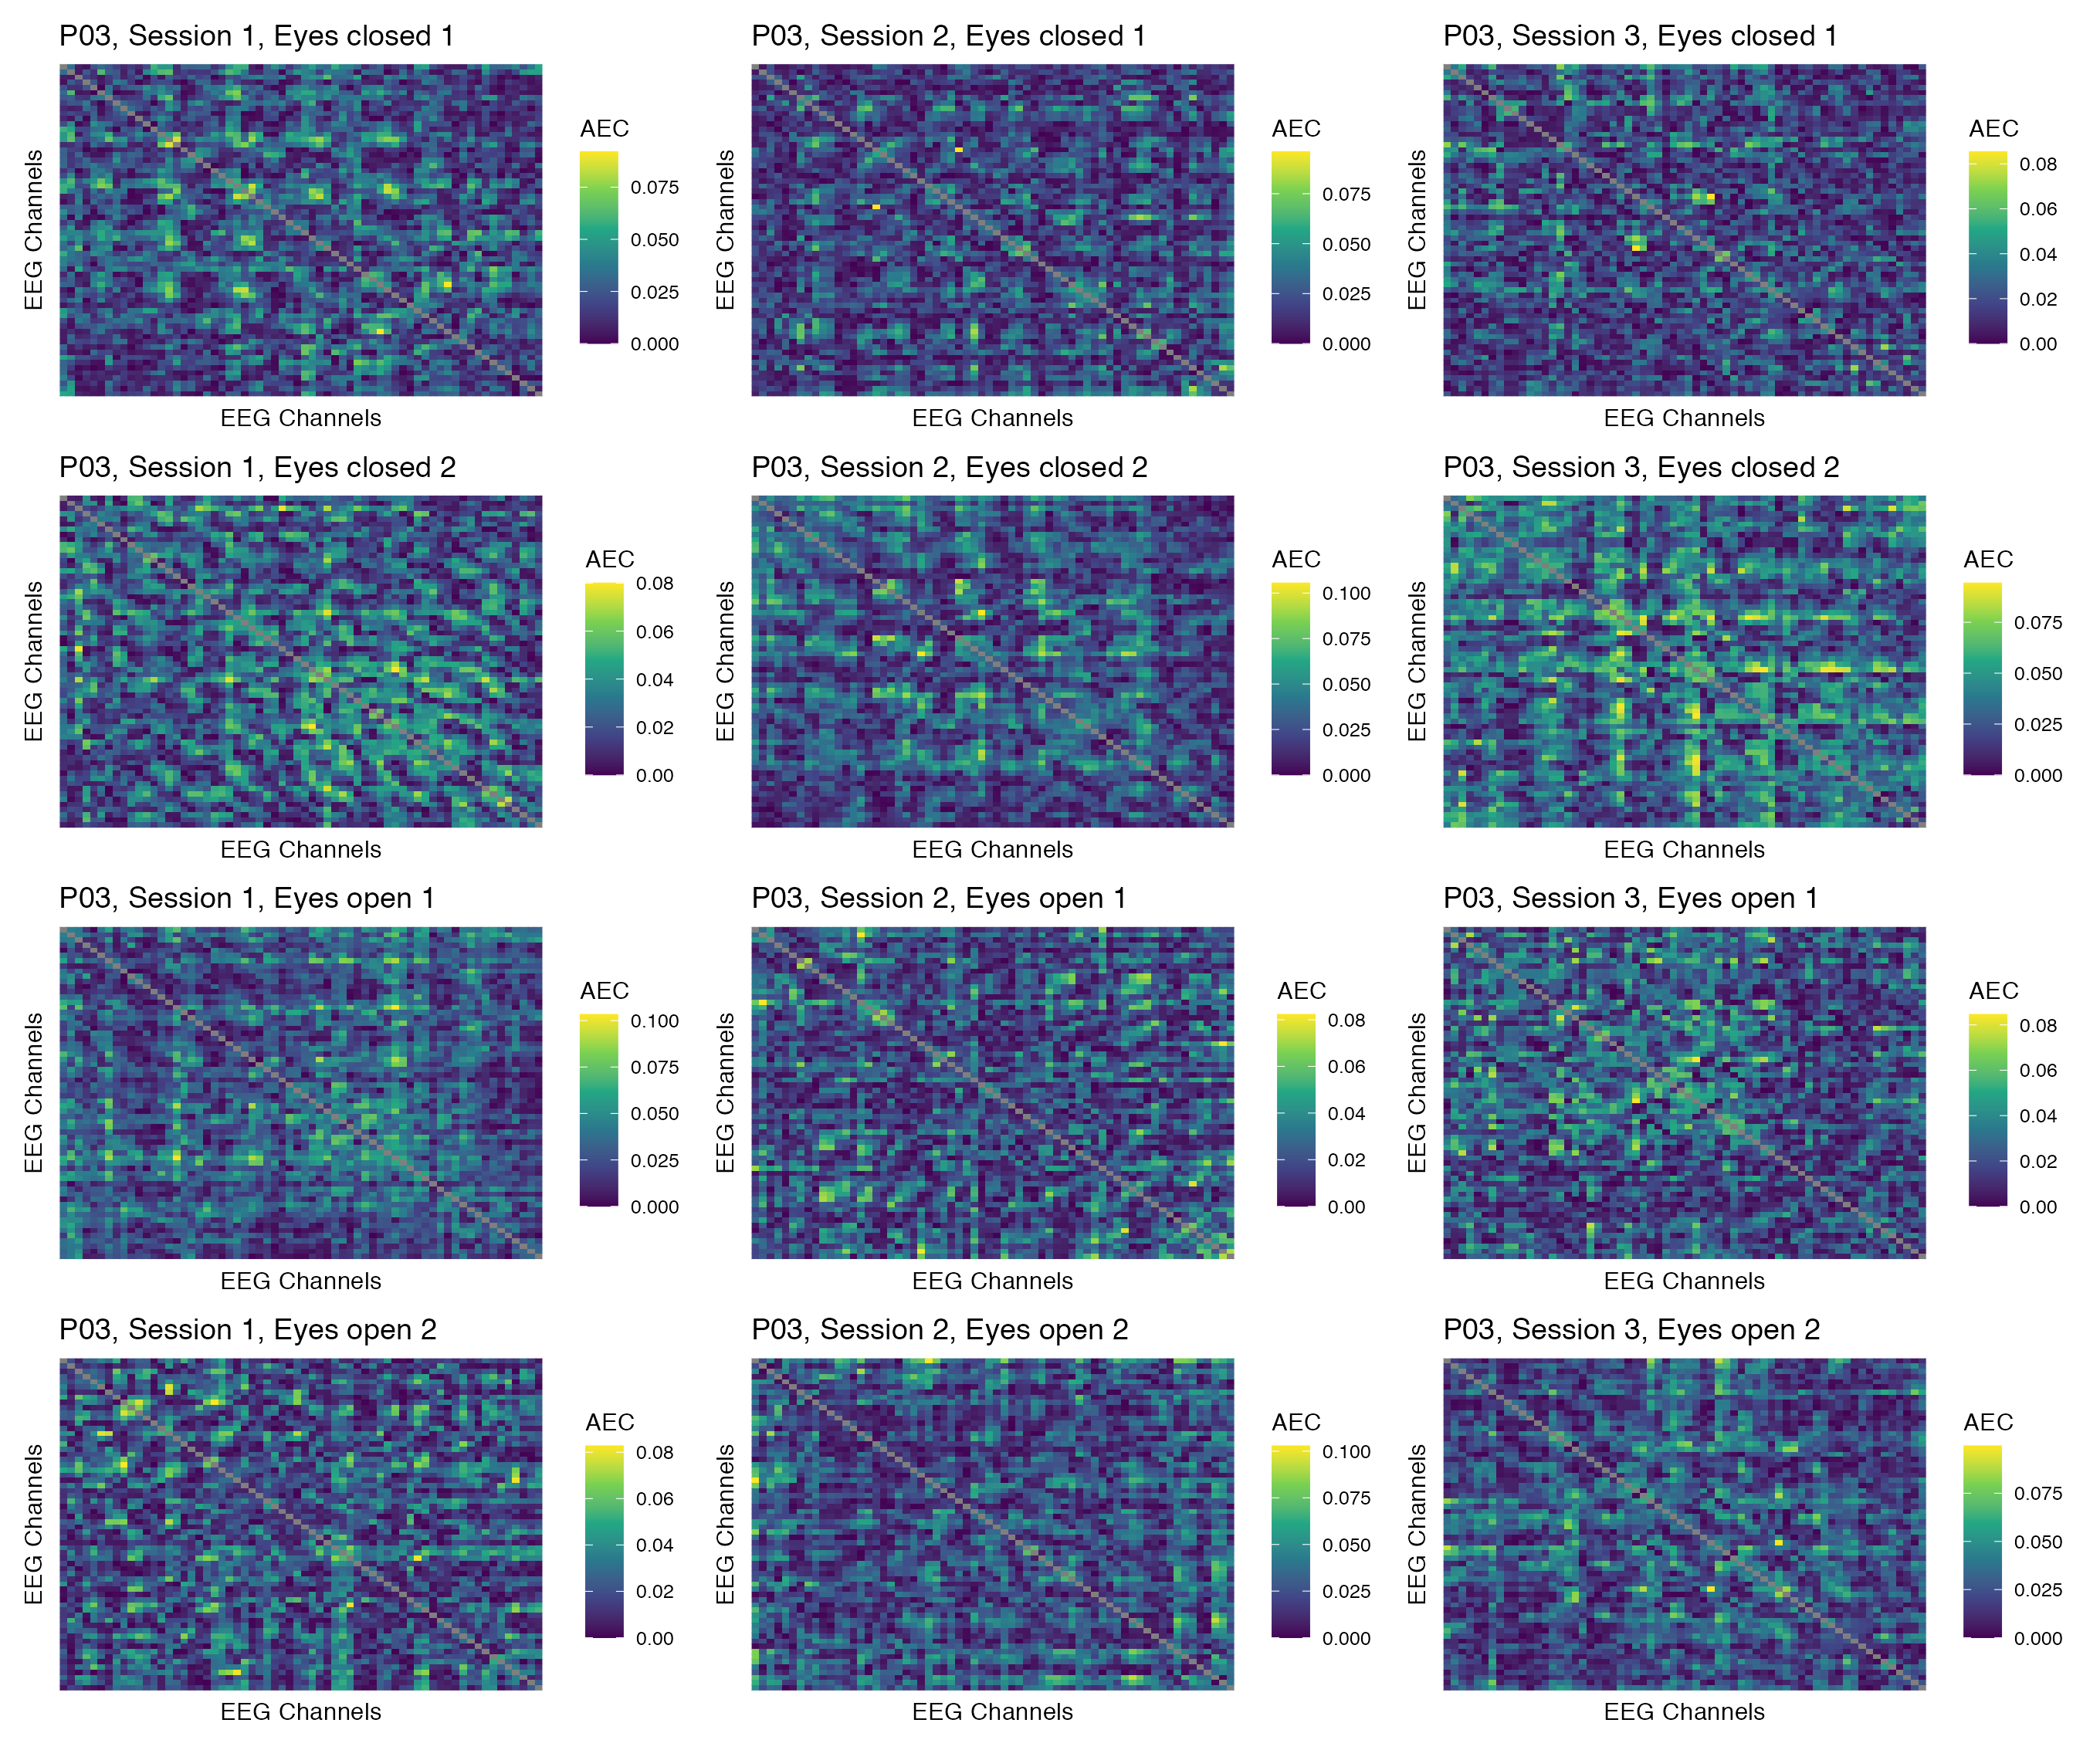 P03, Session 1, Eyes closed 1
EEG Channels
EEG Channels
AEC
0.075
0.050
0.025
0.000
P03, Session 2, Eyes closed 1
EEG Channels
EEG Channels
AEC
0.075
0.050
0.025
0.000
P03, Session 3, Eyes closed 1
EEG Channels
EEG Channels
AEC
0.08
0.06
0.04
0.02
0.00
P03, Session 1, Eyes closed 2
EEG Channels
EEG Channels
AEC
0.08
0.06
0.04
0.02
0.00
P03, Session 2, Eyes closed 2
EEG Channels
EEG Channels
AEC
0.100
0.075
0.050
0.025
0.000
P03, Session 3, Eyes closed 2
EEG Channels
EEG Channels
AEC
0.075
0.050
0.025
0.000
P03, Session 1, Eyes open 1
EEG Channels
EEG Channels
AEC
0.100
0.075
0.050
0.025
0.000
P03, Session 2, Eyes open 1
EEG Channels
EEG Channels
AEC
0.08
0.06
0.04
0.02
0.00
P03, Session 3, Eyes open 1
EEG Channels
EEG Channels
AEC
0.08
0.06
0.04
0.02
0.00
P03, Session 1, Eyes open 2
EEG Channels
EEG Channels
AEC
0.08
0.06
0.04
0.02
0.00
P03, Session 2, Eyes open 2
EEG Channels
EEG Channels
AEC
0.100
0.075
0.050
0.025
0.000
P03, Session 3, Eyes open 2
EEG Channels
EEG Channels
AEC
0.075
0.050
0.025
0.000